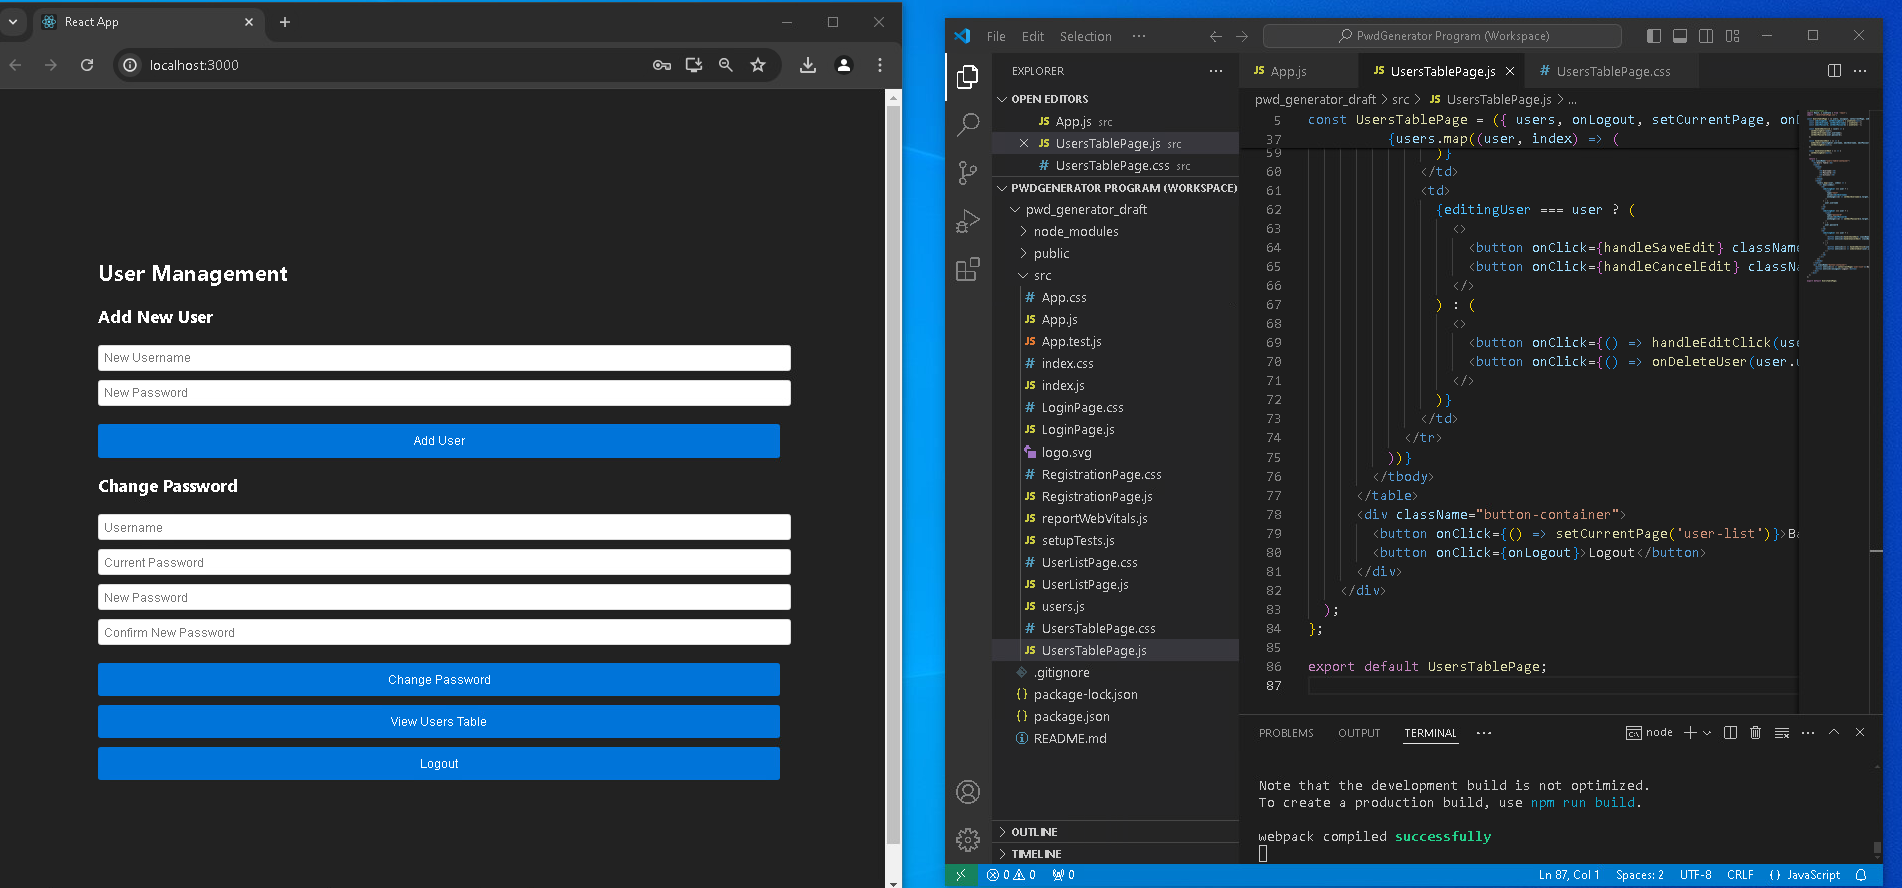 React App
localhost:3000
User Management
Add New User
New Username
New Password
Add User
Change Password
Username
Current Password
New Password
Confirm New Password
Change Password
View Users Table
Logout
File Edit Selection ··· PwdGenerator Program (Workspace)
EXPLORER ···
OPEN EDITORS
JS App.js src
JS UsersTablePage.js src
# UsersTablePage.css src
PWDGENERATOR PROGRAM (WORKSPACE)
pwd_generator_draft
node_modules
public
src
# App.css
JS App.js
JS App.test.js
# index.css
JS index.js
# LoginPage.css
JS LoginPage.js
logo.svg
# RegistrationPage.css
JS RegistrationPage.js
JS reportWebVitals.js
JS setupTests.js
# UserListPage.css
JS UserListPage.js
JS users.js
# UsersTablePage.css
JS UsersTablePage.js
.gitignore
{} package-lock.json
{} package.json
README.md
OUTLINE
TIMELINE
JS App.js JS UsersTablePage.js # UsersTablePage.css ···
pwd_generator_draft > src > JS UsersTablePage.js > ...
5 const UsersTablePage = ({ users, onLogout, setCurrentPage, on
37 {users.map((user, index) => (
59 )}
60 </td>
61 <td>
62 {editingUser === user ? (
63 <>
64 <button onClick={handleSaveEdit} classNam
65 <button onClick={handleCancelEdit} classN
66 </>
67 ) : (
68 <>
69 <button onClick={() => handleEditClick(us
70 <button onClick={() => onDeleteUser(user.
71 </>
72 )}
73 </td>
74 </tr>
75 ))}
76 </tbody>
77 </table>
78 <div className="button-container">
79 <button onClick={() => setCurrentPage('user-list')}>Ba
80 <button onClick={onLogout}>Logout</button>
81 </div>
82 </div>
83 );
84 };
85
86 export default UsersTablePage;
87
PROBLEMS OUTPUT TERMINAL ··· node
Note that the development build is not optimized.
To create a production build, use npm run build.
webpack compiled successfully
0 0 0 Ln 87, Col 1 Spaces: 2 UTF-8 CRLF {} JavaScript